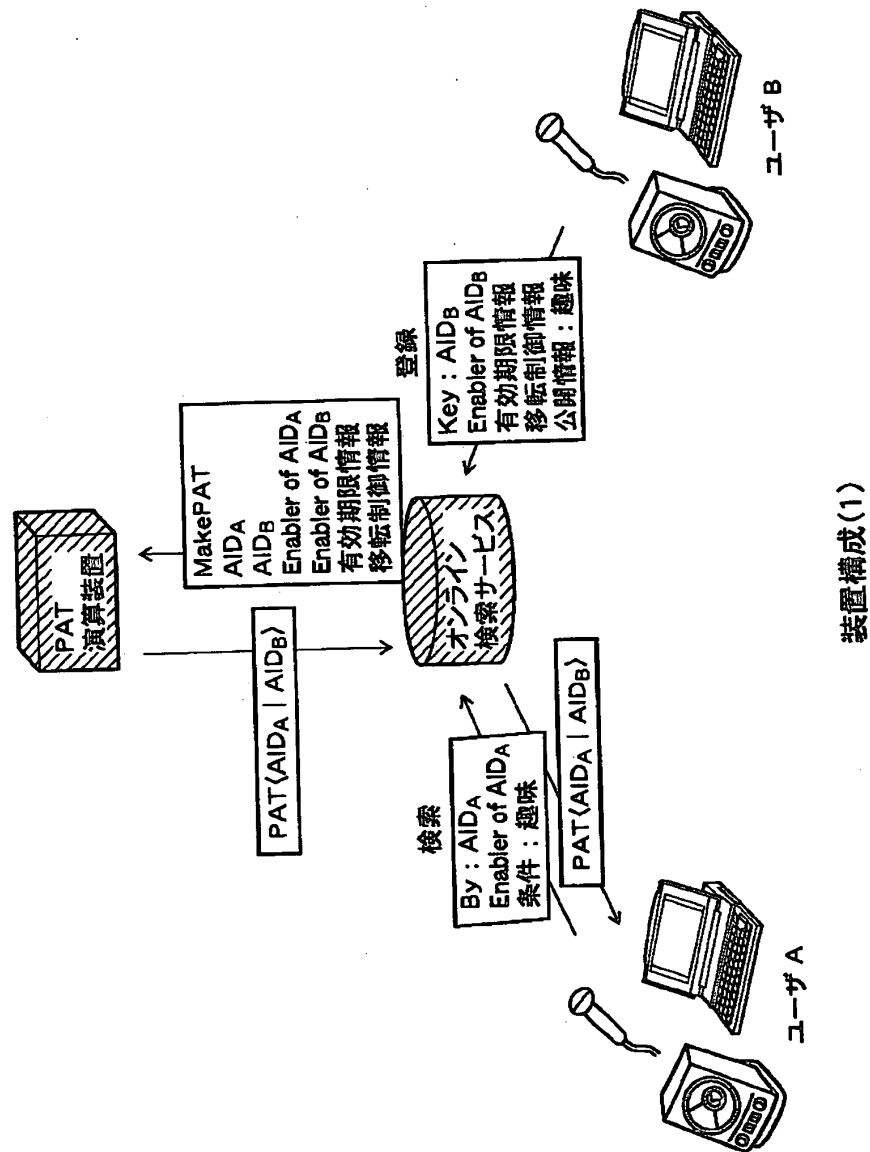 PAT
演算装置
PAT〈AIDA | AIDB〉
MakePAT
AIDA
AIDB
Enabler of AIDA
Enabler of AIDB
有効期限情報
移転制御情報
オンライン
検索サービス
登録
Key : AIDB
Enabler of AIDB
有効期限情報
移転制御情報
公開情報 : 趣味
検索
By : AIDA
Enabler of AIDA
条件 : 趣味
PAT〈AIDA | AIDB〉
ユーザ A
ユーザ B
装置構成(1)